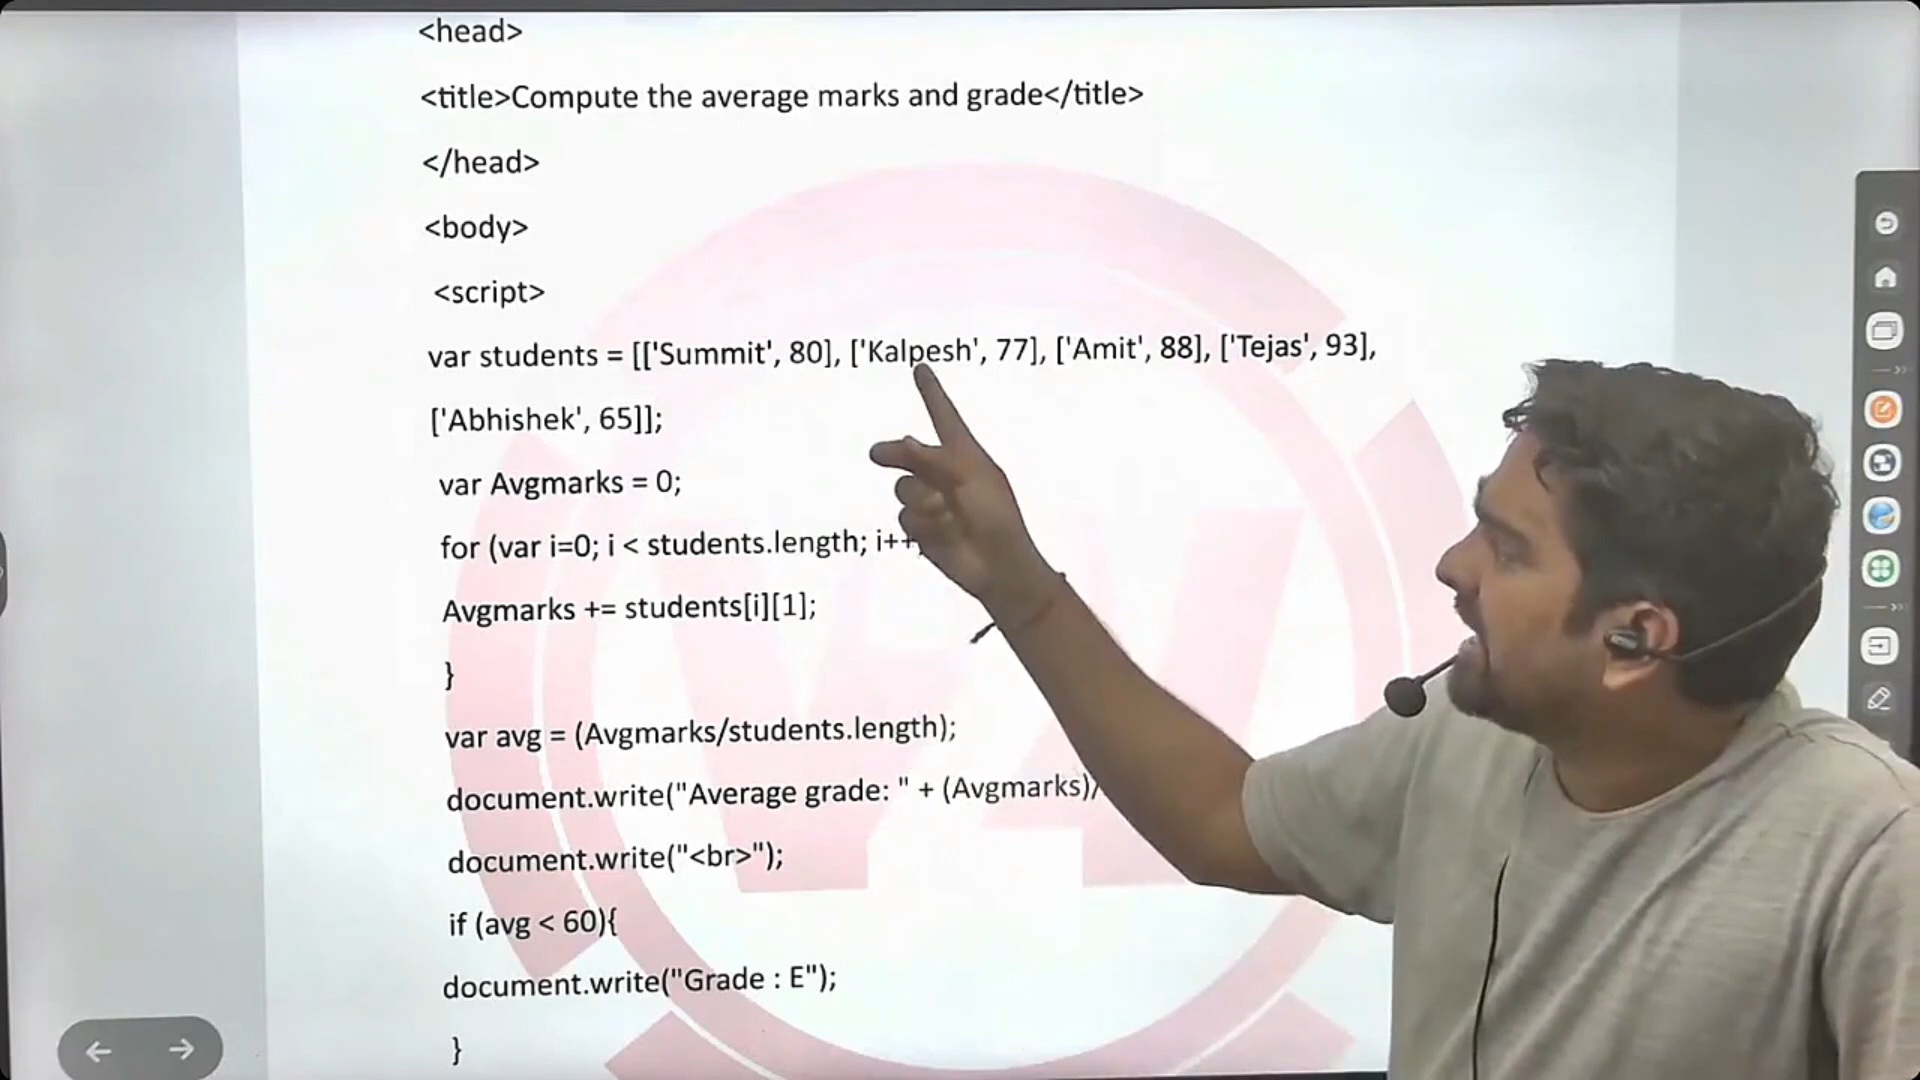 <head>
<title>Compute the average marks and grade</title>
</head>
<body>
<script>
var students = [['Summit', 80], ['Kalpesh', 77], ['Amit', 88], ['Tejas', 93],
['Abhishek', 65]];
var Avgmarks = 0;
for (var i=0; i < students.length; i++
Avgmarks += students[i][1];
}
var avg = (Avgmarks/students.length);
document.write("Average grade: " + (Avgmarks)/
document.write("<br>");
if (avg < 60){
document.write("Grade : E");
}